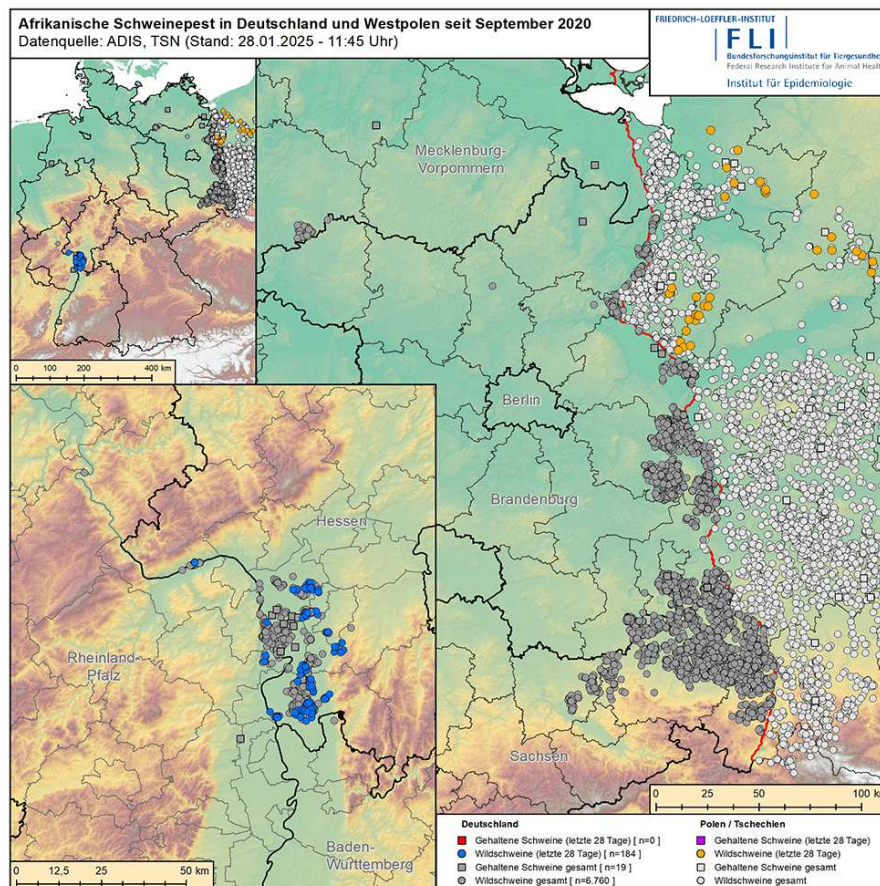 Afrikanische Schweinepest in Deutschland und Westpolen seit September 2020
Datenquelle: ADIS, TSN (Stand: 28.01.2025 - 11:45 Uhr)
FRIEDRICH-LOEFFLER-INSTITUT
FLI
Bundesforschungsinstitut für Tiergesundhe
Federal Research Institute for Animal Healt
Institut für Epidemiologie
Mecklenburg-
Vorpommern
Berlin
Brandenburg
Sachsen
0 100 200 400 km
Hessen
Rheinland-
Pfalz
Baden-
Württemberg
0 12,5 25 50 km
0 25 50 100 km
Deutschland
Gehaltene Schweine (letzte 28 Tage) [ n=0 ]
Wildschweine (letzte 28 Tage) [ n=184 ]
Gehaltene Schweine gesamt [ n=19 ]
Wildschweine gesamt [ n=6.760 ]
Polen / Tschechien
Gehaltene Schweine (letzte 28 Tage)
Wildschweine (letzte 28 Tage)
Gehaltene Schweine gesamt
Wildschweine gesamt